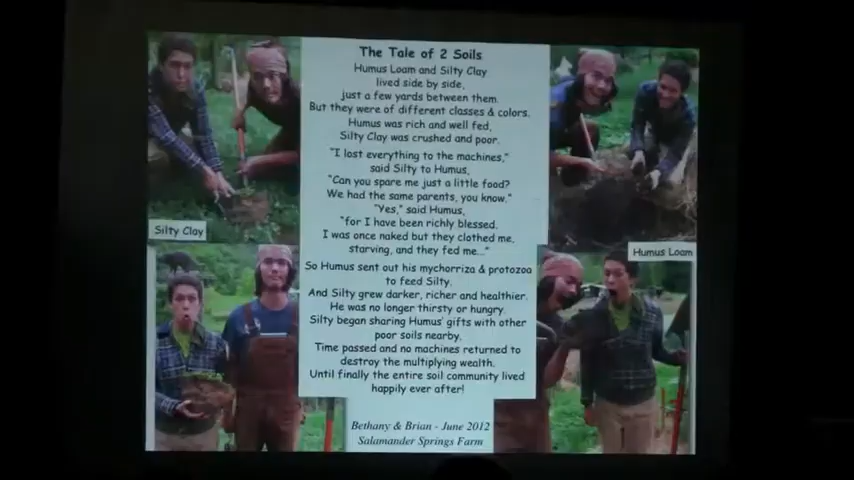 The Tale of 2 Soils
Humus Loam and Silty Clay
lived side by side,
just a few yards between them.
But they were of different classes & colors.
Humus was rich and well fed,
Silty Clay was crushed and poor.
"I lost everything to the machines,"
said Silty to Humus,
"Can you spare me just a little food?
We had the same parents, you know."
"Yes," said Humus,
"for I have been richly blessed.
I was once naked but they clothed me,
starving, and they fed me..."
So Humus sent out his mychorriza & protozoa
to feed Silty.
And Silty grew darker, richer and healthier.
He was no longer thirsty or hungry.
Silty began sharing Humus' gifts with other
poor soils nearby.
Time passed and no machines returned to
destroy the multiplying wealth.
Until finally the entire soil community lived
happily ever after!
Bethany & Brian - June 2012
Salamander Springs Farm
Silty Clay
Humus Loam